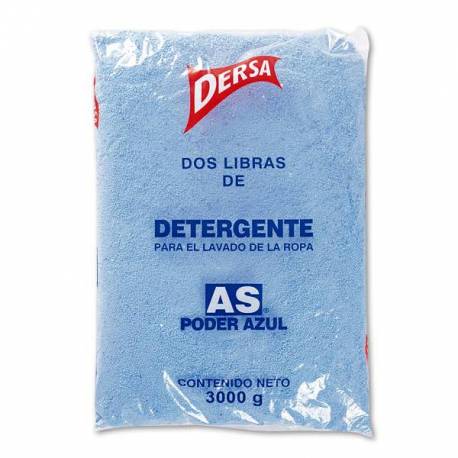 DERSA
DOS LIBRAS
DE
DETERGENTE
PARA EL LAVADO DE LA ROPA
AS®
PODER AZUL
CONTENIDO NETO
3000 g